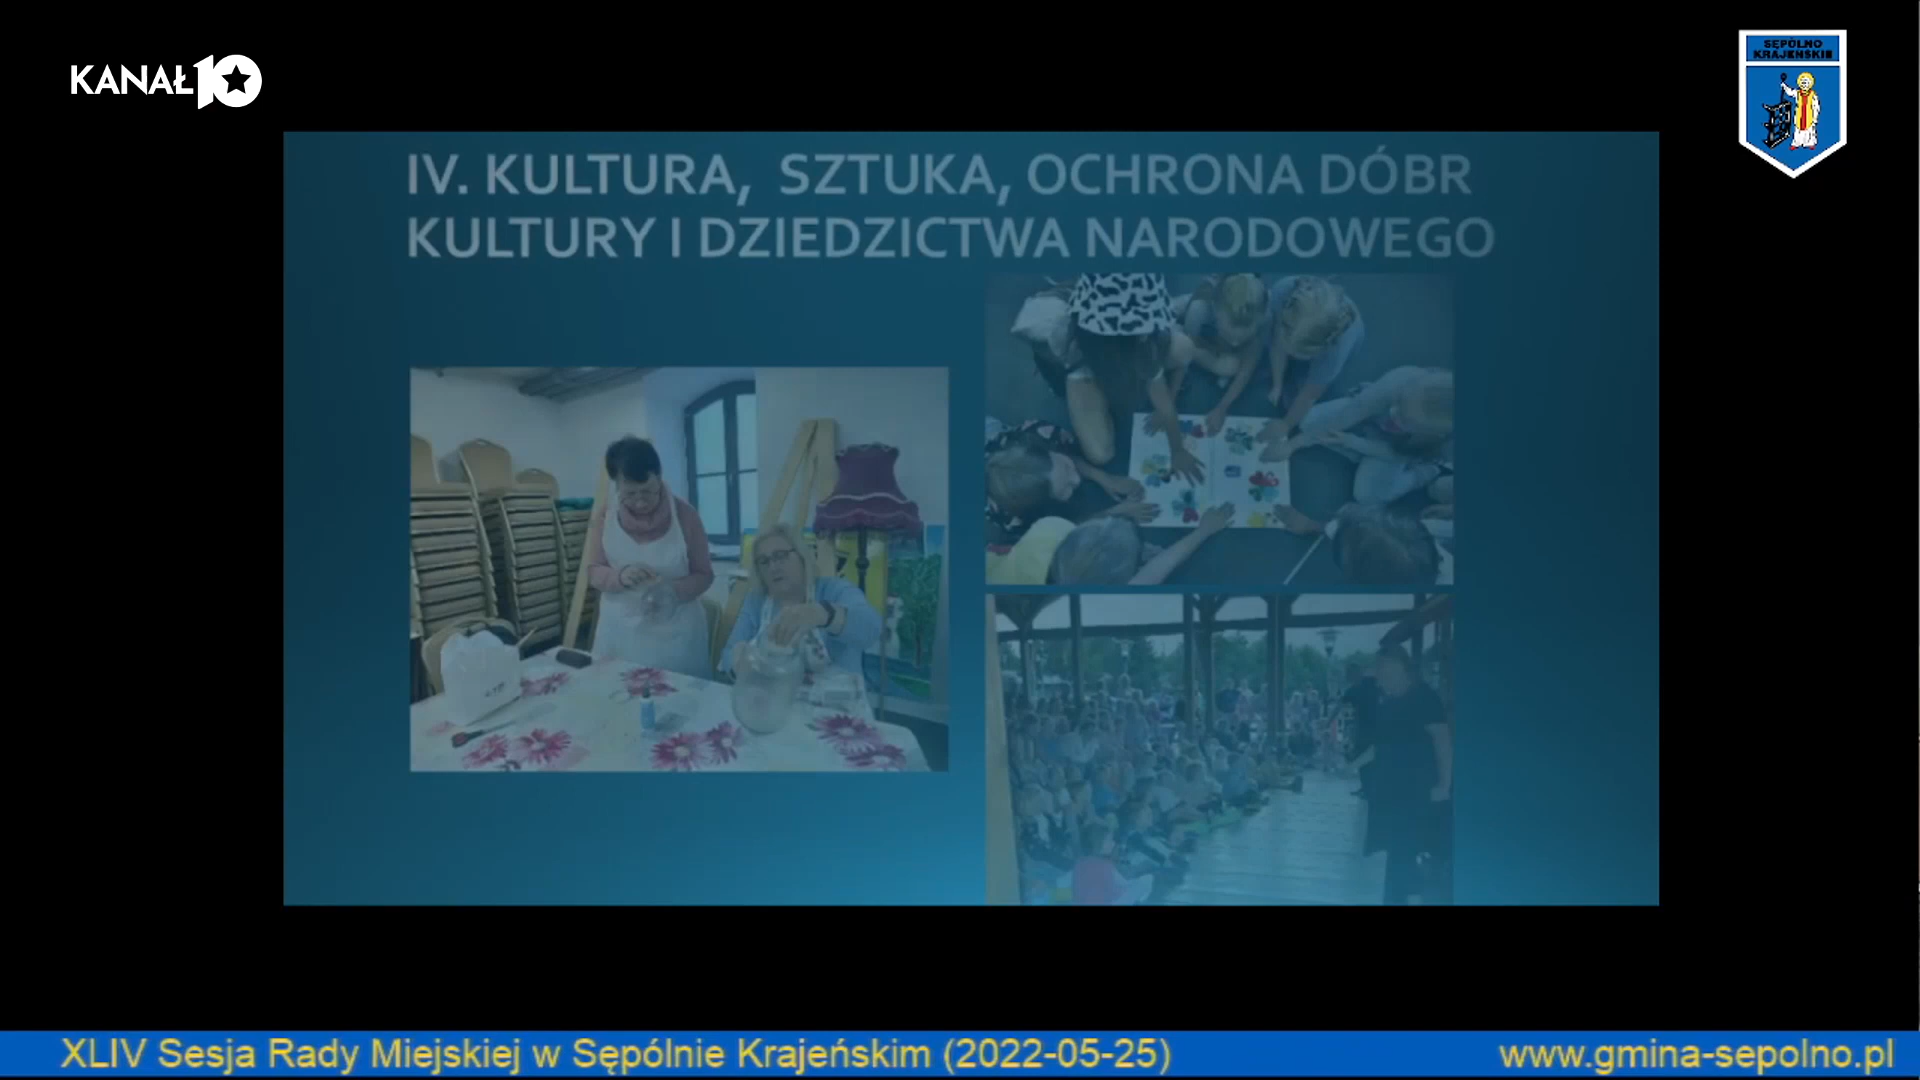 KANAŁ10
SĘPÓLNO
KRAJEŃSKIE
IV. KULTURA, SZTUKA, OCHRONA DÓBR
KULTURY I DZIEDZICTWA NARODOWEGO
XLIV Sesja Rady Miejskiej w Sępólnie Krajeńskim (2022-05-25)
www.gmina-sepolno.pl